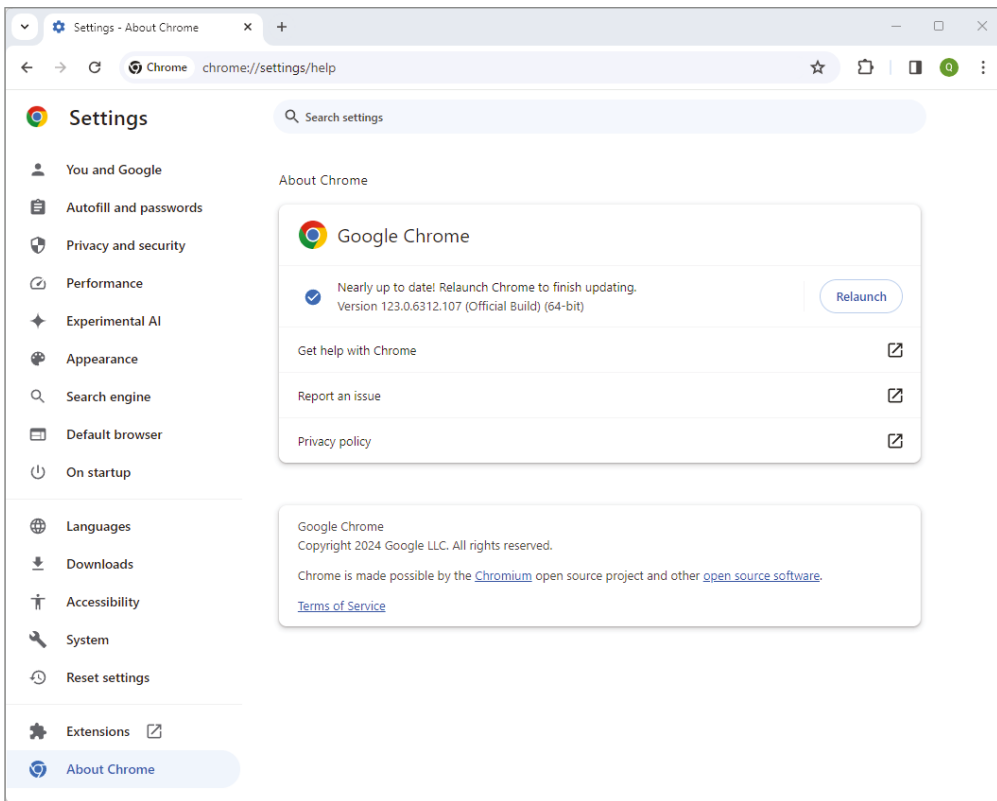 Settings - About Chrome
Chrome chrome://settings/help
Q
Settings
Search settings
You and Google
Autofill and passwords
Privacy and security
Performance
Experimental AI
Appearance
Search engine
Default browser
On startup
Languages
Downloads
Accessibility
System
Reset settings
Extensions
About Chrome
About Chrome
Google Chrome
Nearly up to date! Relaunch Chrome to finish updating.
Version 123.0.6312.107 (Official Build) (64-bit)
Relaunch
Get help with Chrome
Report an issue
Privacy policy
Google Chrome
Copyright 2024 Google LLC. All rights reserved.
Chrome is made possible by the Chromium open source project and other open source software.
Terms of Service